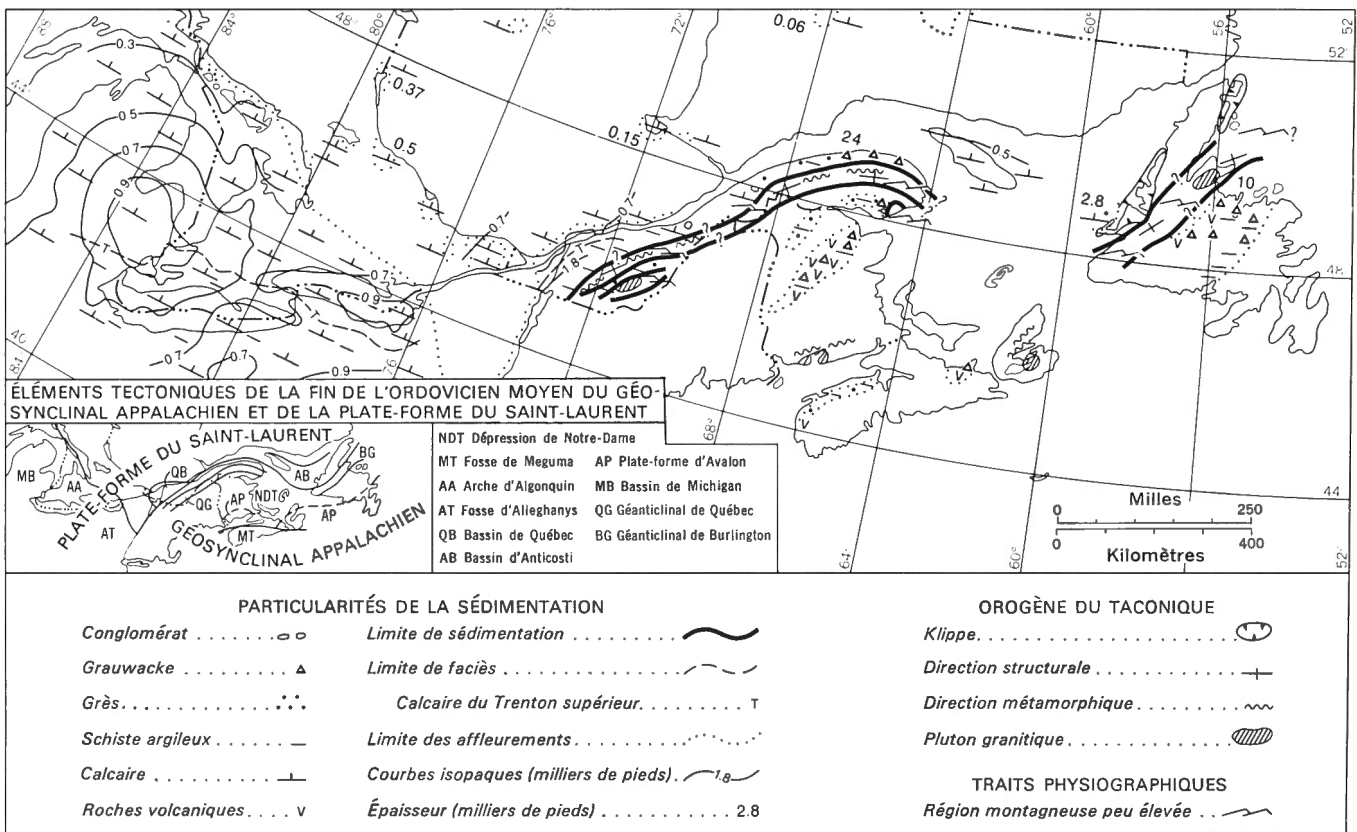 88°
84°
48°
80°
76°
72°
0.06
60°
56
52
52°
0.3
44°
0.37
0.5
0.5
0.7
0.9
0.15
24
0.5
10
2.8
0.7
1.8
T
0.7
0.9
48
40
84
0.7
0.7
0.9
76
68°
64°
60°
44
52°
ÉLÉMENTS TECTONIQUES DE LA FIN DE L'ORDOVICIEN MOYEN DU GÉO-
SYNCLINAL APPALACHIEN ET DE LA PLATE-FORME DU SAINT-LAURENT
PLATE-FORME DU SAINT-LAURENT
GÉOSYNCLINAL APPALACHIEN
MB
AA
AT
QB
QG
AP
NDT
AB
BG
AP
MT
NDT Dépression de Notre-Dame
MT Fosse de Meguma AP Plate-forme d'Avalon
AA Arche d'Algonquin MB Bassin de Michigan
AT Fosse d'Alleghanys QG Géanticlinal de Québec
QB Bassin de Québec BG Géanticlinal de Burlington
AB Bassin d'Anticosti
Milles
0 250
0 400
Kilomètres
PARTICULARITÉS DE LA SÉDIMENTATION
Conglomérat
Grauwacke
Grès
Schiste argileux
Calcaire
Roches volcaniques . . . . v
Limite de sédimentation
Limite de faciès
Calcaire du Trenton supérieur. . . . . . . . . T
Limite des affleurements
Courbes isopaques (milliers de pieds). 1.8
Épaisseur (milliers de pieds) . . . . . . . . . . . 2.8
OROGÈNE DU TACONIQUE
Klippe
Direction structurale
Direction métamorphique
Pluton granitique
TRAITS PHYSIOGRAPHIQUES
Région montagneuse peu élevée